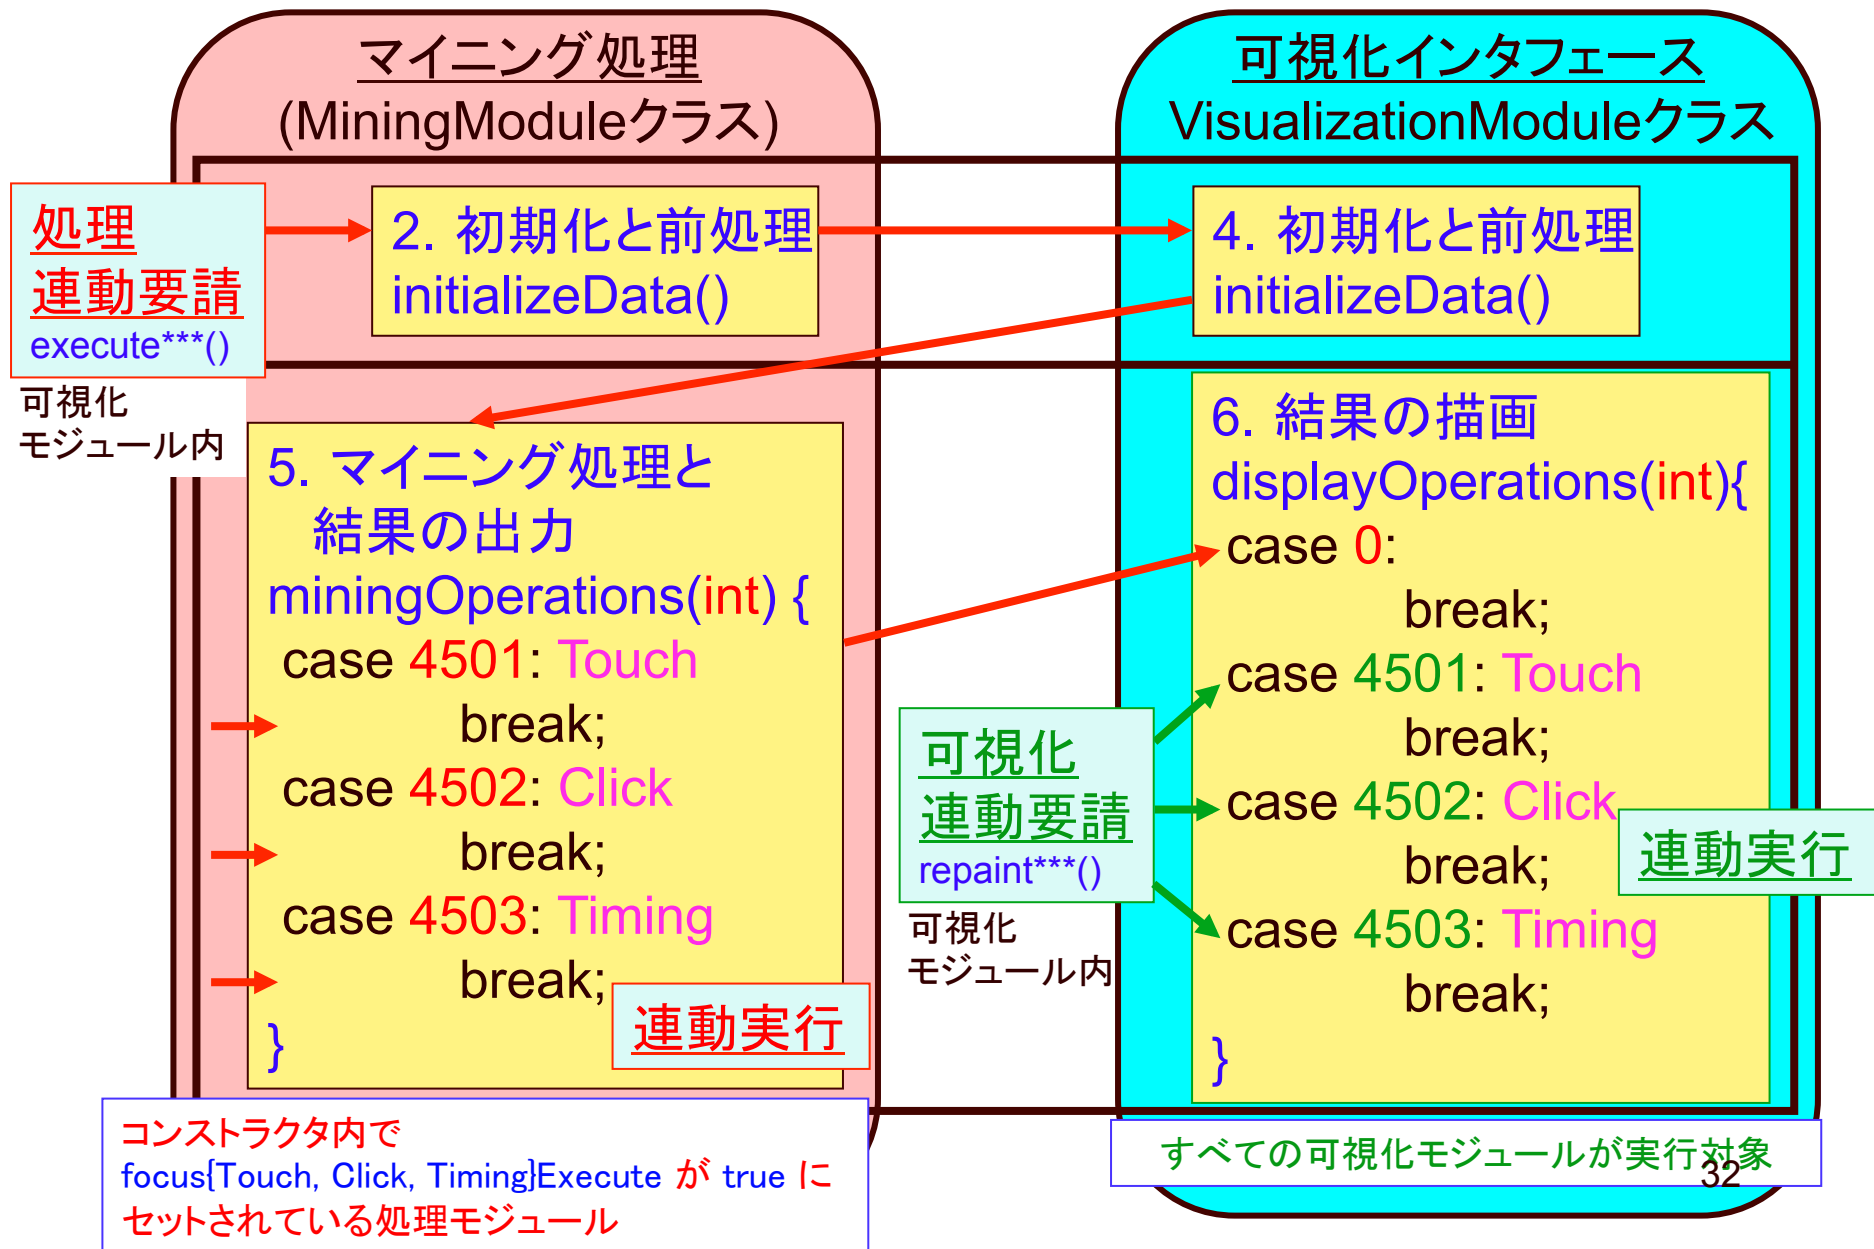 マイニング処理
(MiningModuleクラス)
可視化インタフェース
VisualizationModuleクラス
処理
連動要請
execute***()
可視化
モジュール内
2. 初期化と前処理
initializeData()
4. 初期化と前処理
initializeData()
5. マイニング処理と
結果の出力
miningOperations(int) {
case 4501: Touch
break;
case 4502: Click
break;
case 4503: Timing
break;
}
連動実行
可視化
連動要請
repaint***()
可視化
モジュール内
6. 結果の描画
displayOperations(int){
case 0:
break;
case 4501: Touch
break;
case 4502: Click
break;
case 4503: Timing
break;
}
連動実行
コンストラクタ内で
focus{Touch, Click, Timing}Execute が true に
セットされている処理モジュール
すべての可視化モジュールが実行対象
32